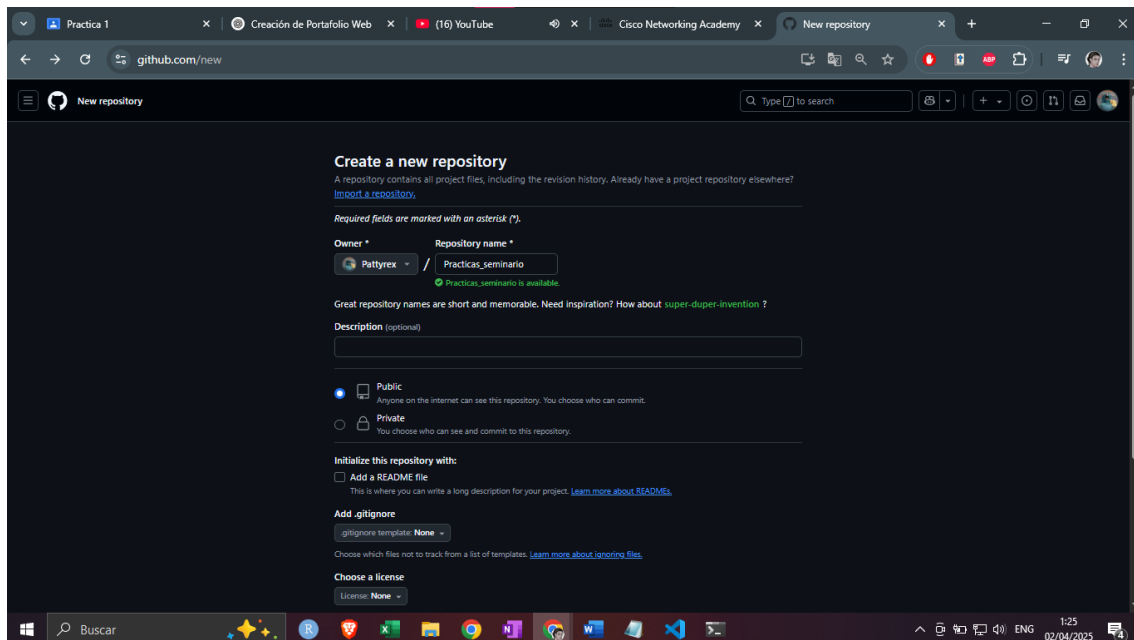 Practica 1
Creación de Portafolio Web
(16) YouTube
Cisco Networking Academy
New repository
github.com/new
ABP
New repository
Type / to search
Create a new repository
A repository contains all project files, including the revision history. Already have a project repository elsewhere?
Import a repository.
Required fields are marked with an asterisk (*).
Owner * Repository name *
Pattyrex / Practicas_seminario
Practicas_seminario is available.
Great repository names are short and memorable. Need inspiration? How about super-duper-invention ?
Description (optional)
Public
Anyone on the internet can see this repository. You choose who can commit.
Private
You choose who can see and commit to this repository.
Initialize this repository with:
Add a README file
This is where you can write a long description for your project. Learn more about READMEs.
Add .gitignore
.gitignore template: None
Choose which files not to track from a list of templates. Learn more about ignoring files.
Choose a license
License: None
Buscar
ENG
1:25
02/04/2025
4